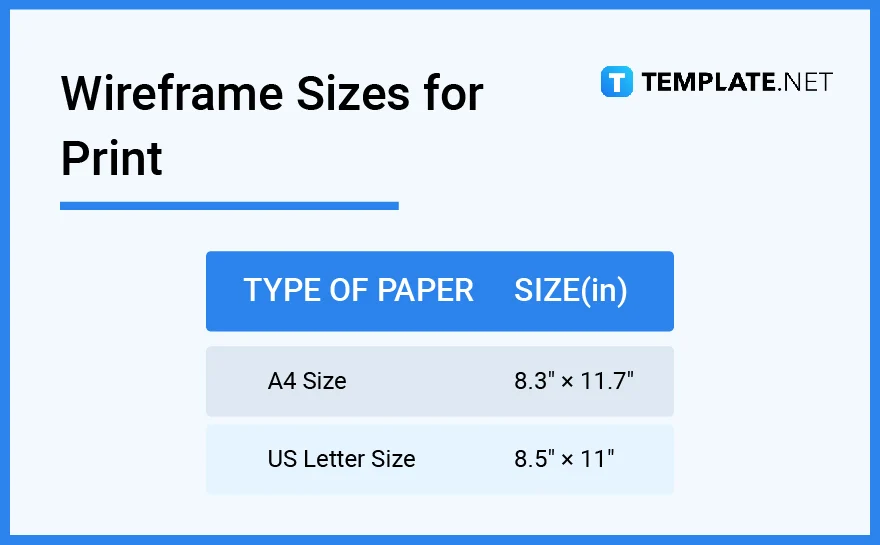 Wireframe Sizes for
Print
T TEMPLATE.NET
TYPE OF PAPER SIZE(in)
A4 Size 8.3" × 11.7"
US Letter Size 8.5" × 11"